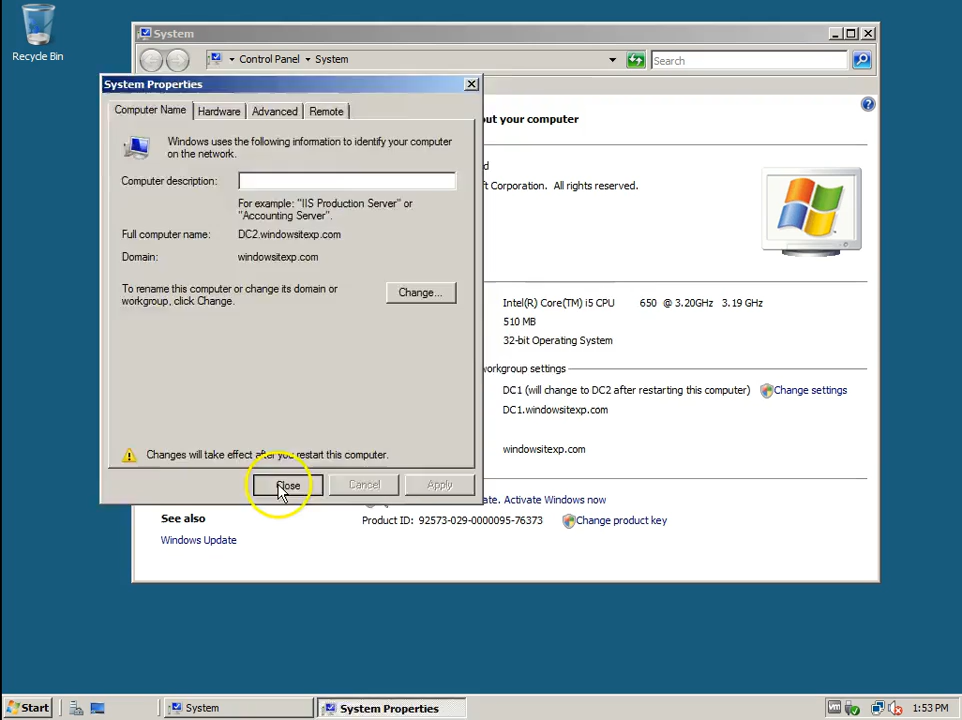 Recycle Bin
System
Control Panel
System
Search
System Properties
Computer Name
Hardware
Advanced
Remote
Windows uses the following information to identify your computer
on the network.
Computer description:
For example: "IIS Production Server" or
"Accounting Server".
Full computer name:
DC2.windowsitexp.com
Domain:
windowsitexp.com
To rename this computer or change its domain or
workgroup, click Change.
Change...
Changes will take effect after you restart this computer.
Close
Cancel
Apply
out your computer
d
ft Corporation. All rights reserved.
Intel(R) Core(TM) i5 CPU 650 @ 3.20GHz 3.19 GHz
510 MB
32-bit Operating System
workgroup settings
DC1 (will change to DC2 after restarting this computer)
Change settings
DC1.windowsitexp.com
windowsitexp.com
ate. Activate Windows now
Product ID: 92573-029-0000095-76373
Change product key
See also
Windows Update
Start
System
System Properties
1:53 PM